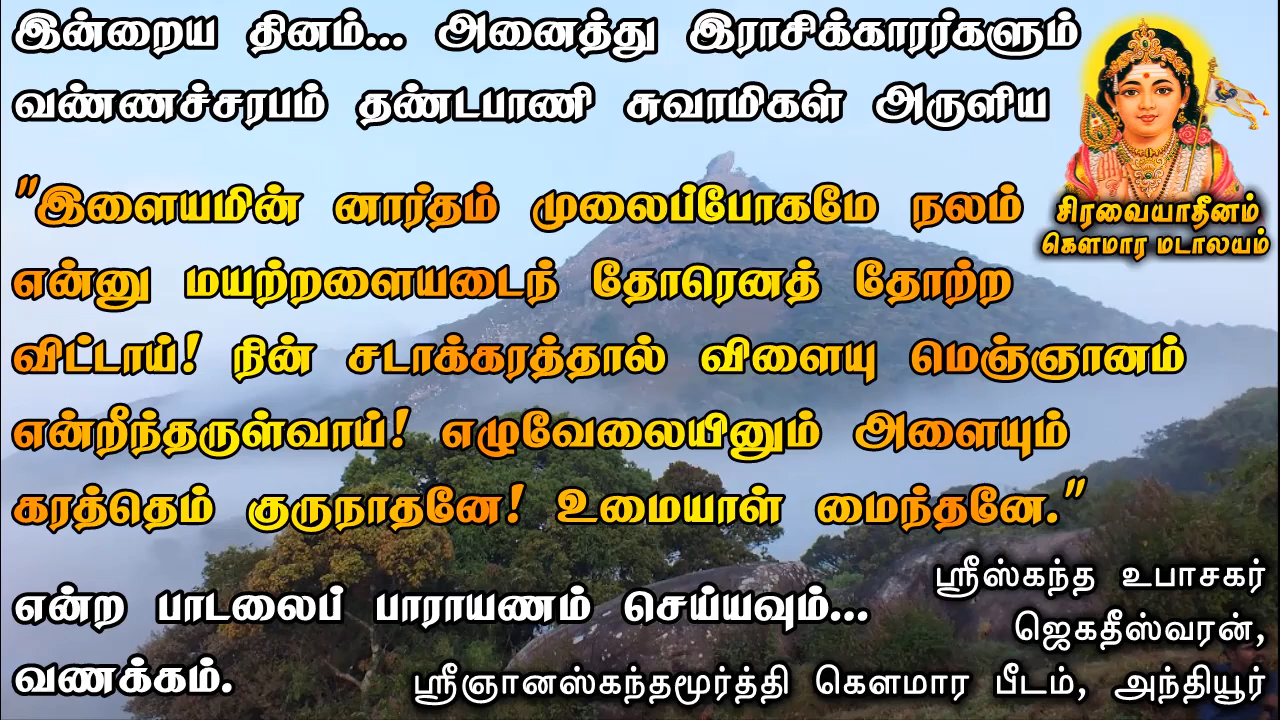 இன்றைய தினம்... அனைத்து இராசிக்காரர்களும்
வண்ணச்சரபம் தண்டபாணி சுவாமிகள் அருளிய
"இளையமின் னார்தம் முலைப்போகமே நலம்
என்னு மயற்றளையடைந் தோரெனத் தோற்ற
விட்டாய்! நின் சடாக்கரத்தால் விளையு மெஞ்ஞானம்
என்றீந்தருள்வாய்! எழுவேலையினும் அளையும்
கரத்தெம் குருநாதனே! உமையாள் மைந்தனே."
என்ற பாடலைப் பாராயணம் செய்யவும்...
வணக்கம்.
சிரவையாதீனம்
கௌமார மடாலயம்
ஸ்ரீஸ்கந்த உபாசகர்
ஜெகதீஸ்வரன்,
ஸ்ரீஞானஸ்கந்தமூர்த்தி கௌமார பீடம், அந்தியூர்